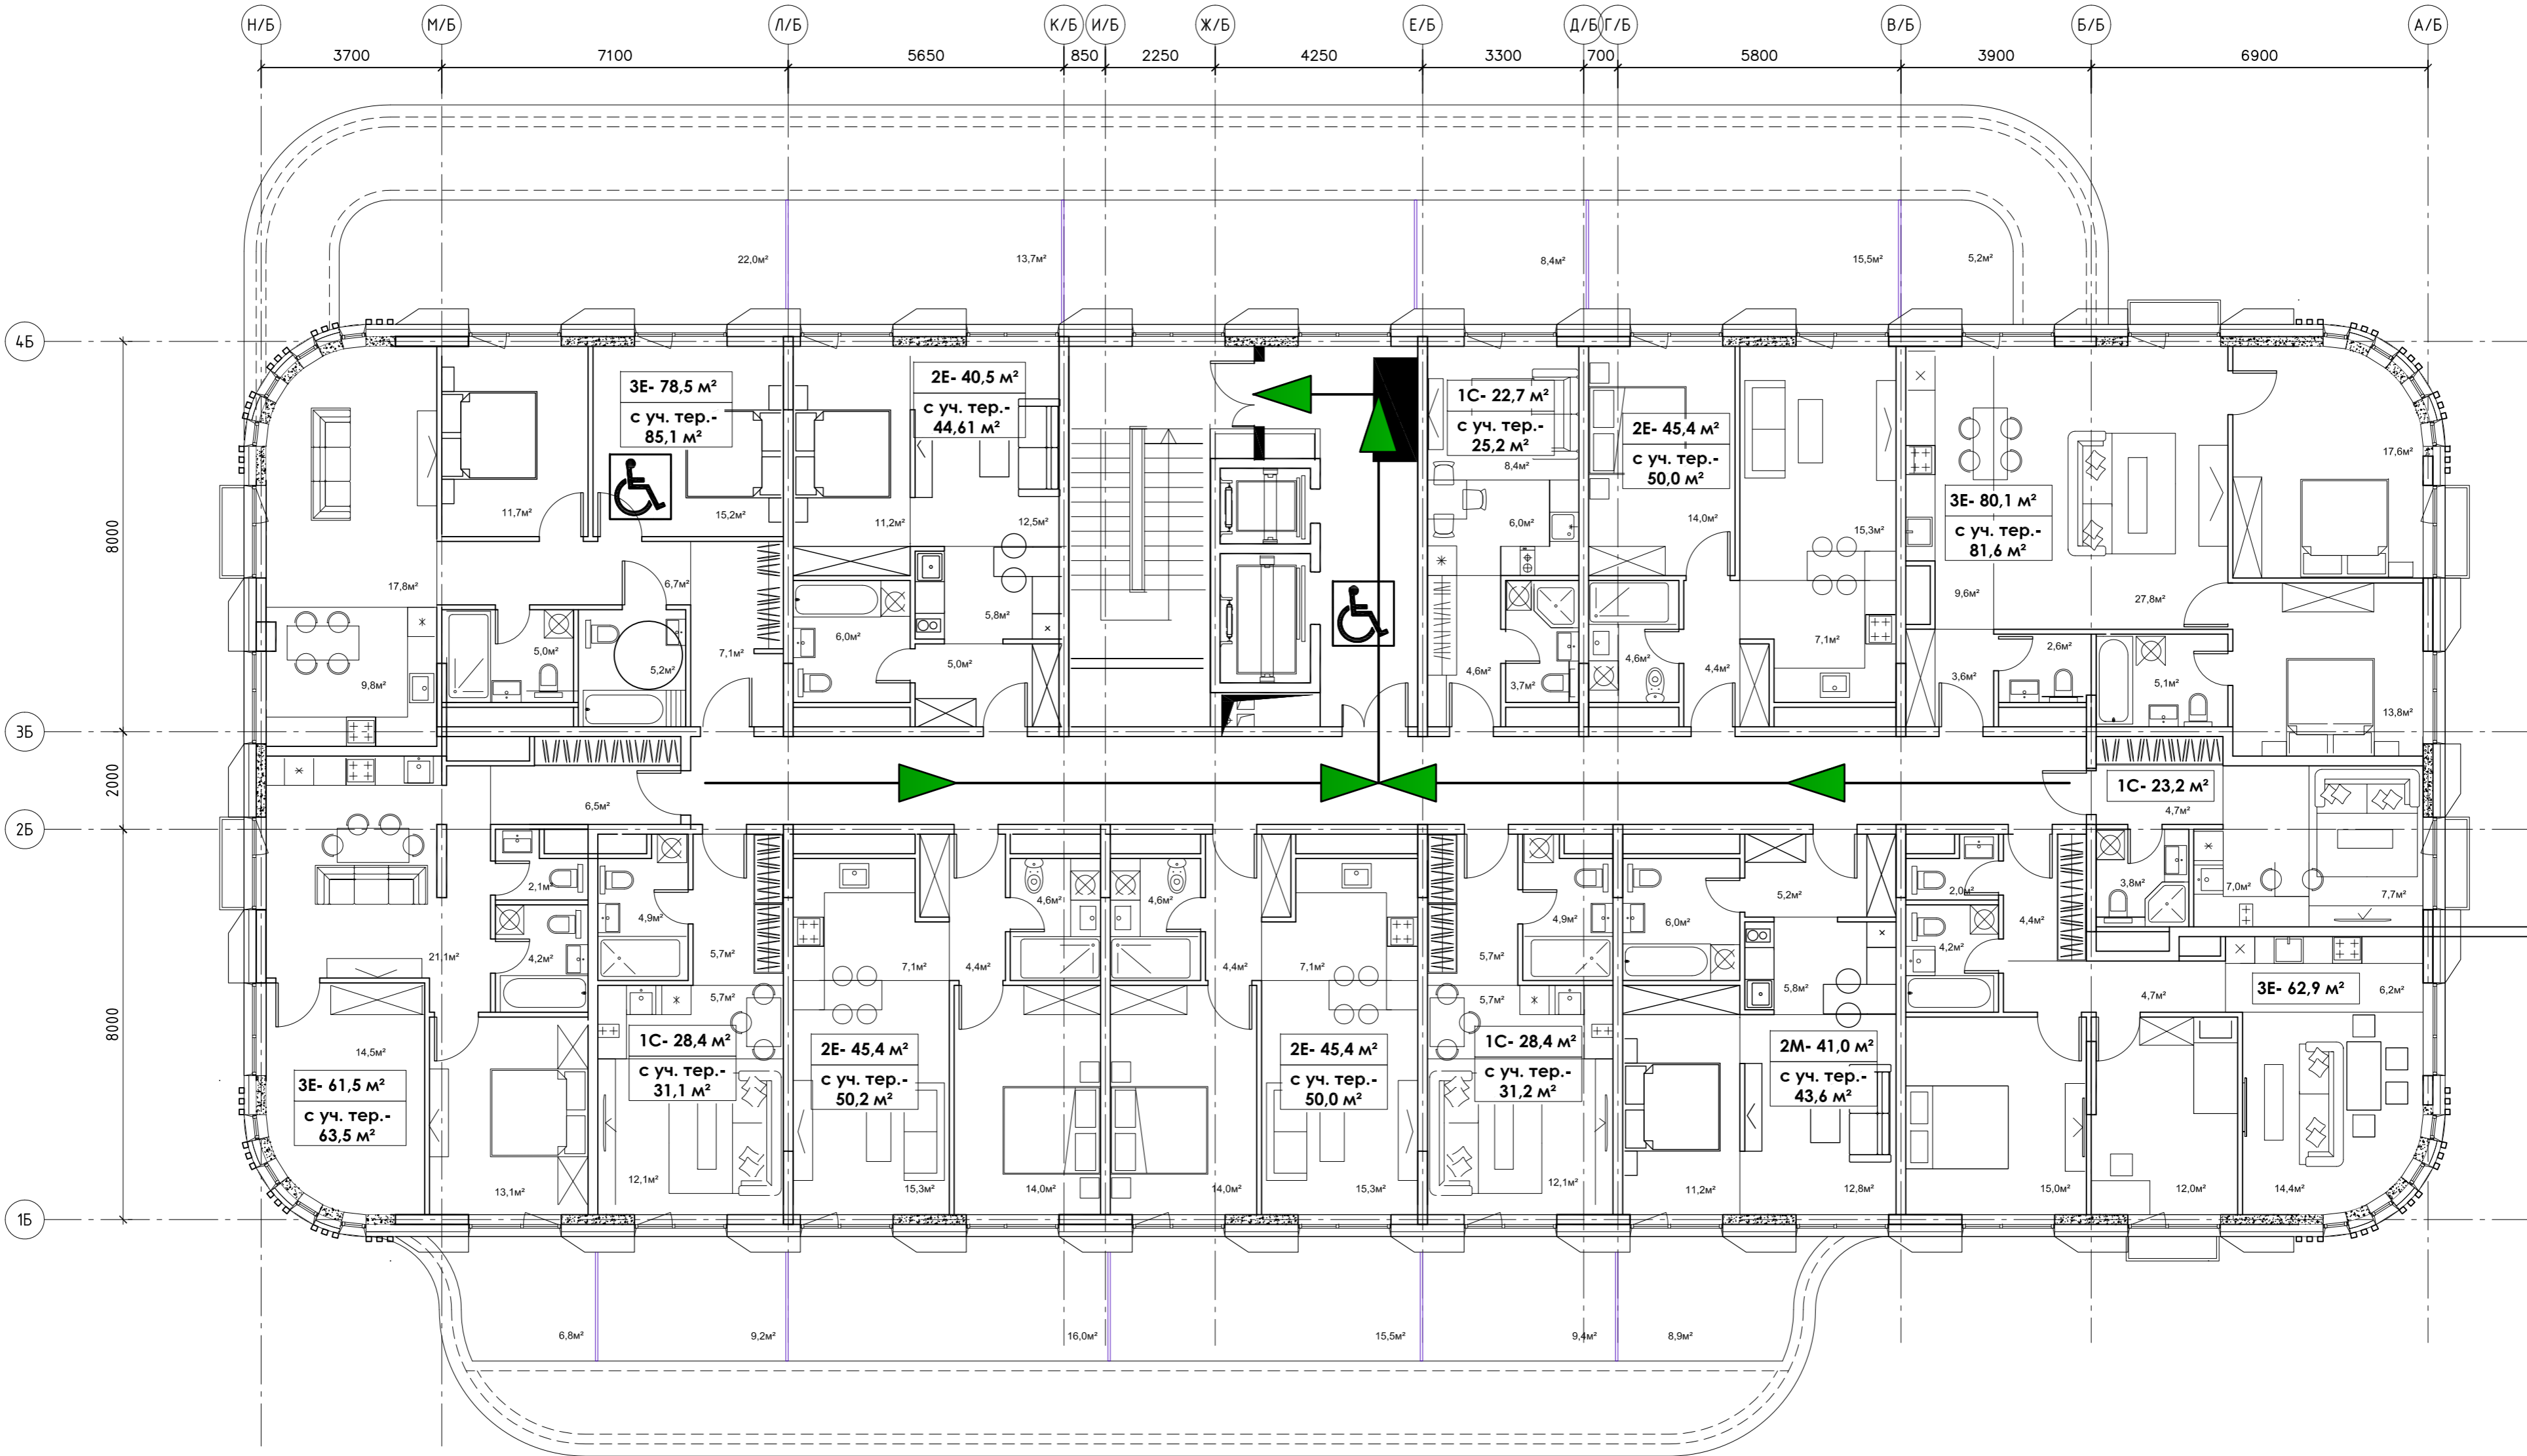 Н/Б М/Б Л/Б К/Б И/Б Ж/Б Е/Б Д/Б Г/Б В/Б Б/Б А/Б
3700 7100 5650 850 2250 4250 3300 700 5800 3900 6900
22,0м² 13,7м² 8,4м² 15,5м² 5,2м²
4Б
3Е- 78,5 м²
с уч. тер.-
85,1 м²
2Е- 40,5 м²
с уч. тер.-
44,61 м²
1С- 22,7 м²
с уч. тер.-
25,2 м²
2Е- 45,4 м²
с уч. тер.-
50,0 м²
3Е- 80,1 м²
с уч. тер.-
81,6 м²
17,6м²
8,4м²
11,7м² 15,2м² 11,2м² 12,5м² 6,0м² 14,0м² 15,3м²
8000
17,8м² 6,7м² 5,8м² 9,6м² 27,8м²
6,0м² 7,1м² 2,6м²
5,0м² 5,2м² 7,1м² 5,0м² 4,6м² 3,7м² 4,6м² 4,4м² 3,6м² 5,1м²
9,8м² 13,8м²
3Б
2000
1С- 23,2 м²
6,5м² 4,7м²
2Б
2,1м² 4,6м² 4,6м² 2,0м² 3,8м² 7,0м² 7,7м²
4,9м² 4,9м² 6,0м² 5,2м² 4,4м²
21,1м² 4,2м² 5,7м² 7,1м² 4,4м² 4,4м² 7,1м² 5,7м² 4,2м²
5,7м² 5,7м² 5,8м² 4,7м² 6,2м²
3Е- 62,9 м²
8000
14,5м²
3Е- 61,5 м²
с уч. тер.-
63,5 м²
1С- 28,4 м²
с уч. тер.-
31,1 м²
2Е- 45,4 м²
с уч. тер.-
50,2 м²
2Е- 45,4 м²
с уч. тер.-
50,0 м²
1С- 28,4 м²
с уч. тер.-
31,2 м²
2М- 41,0 м²
с уч. тер.-
43,6 м²
13,1м² 12,1м² 15,3м² 14,0м² 14,0м² 15,3м² 12,1м² 11,2м² 12,8м² 15,0м² 12,0м² 14,4м²
1Б
6,8м² 9,2м² 16,0м² 15,5м² 9,4м² 8,9м²